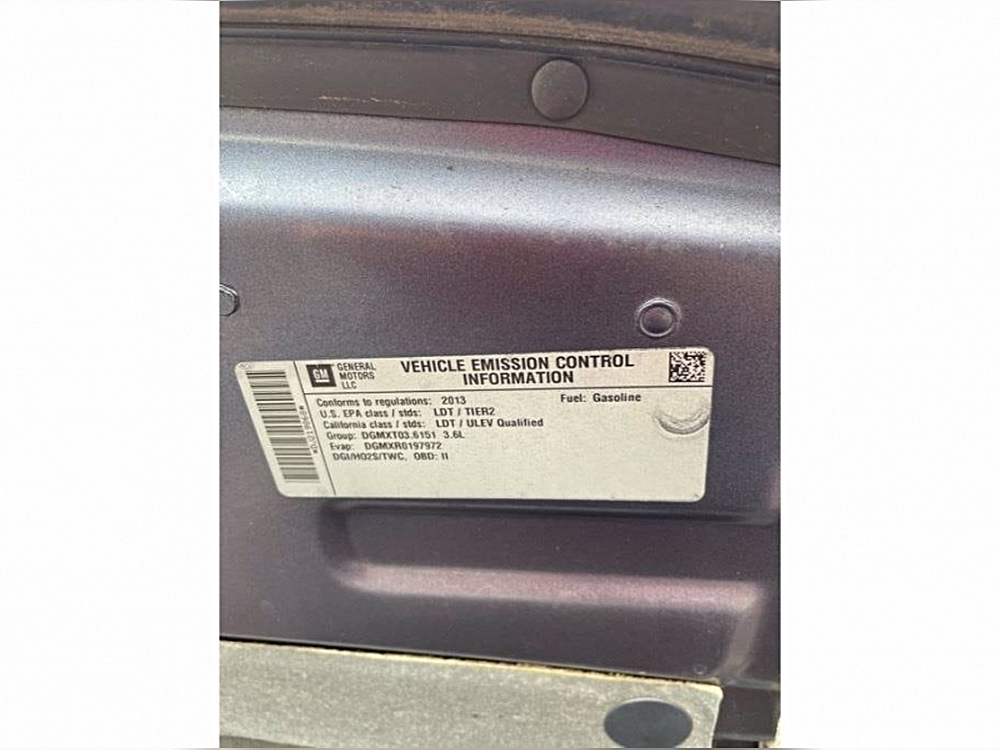 GM GENERAL MOTORS LLC
VEHICLE EMISSION CONTROL INFORMATION
Conforms to regulations: 2013 Fuel: Gasoline
U.S. EPA class / stds: LDT / TIER2
California class / stds: LDT / ULEV Qualified
Group: DGMXT03.6151 3.6L
Evap: DGMXR0197972
DGI/HO2S/TWC, OBD: II